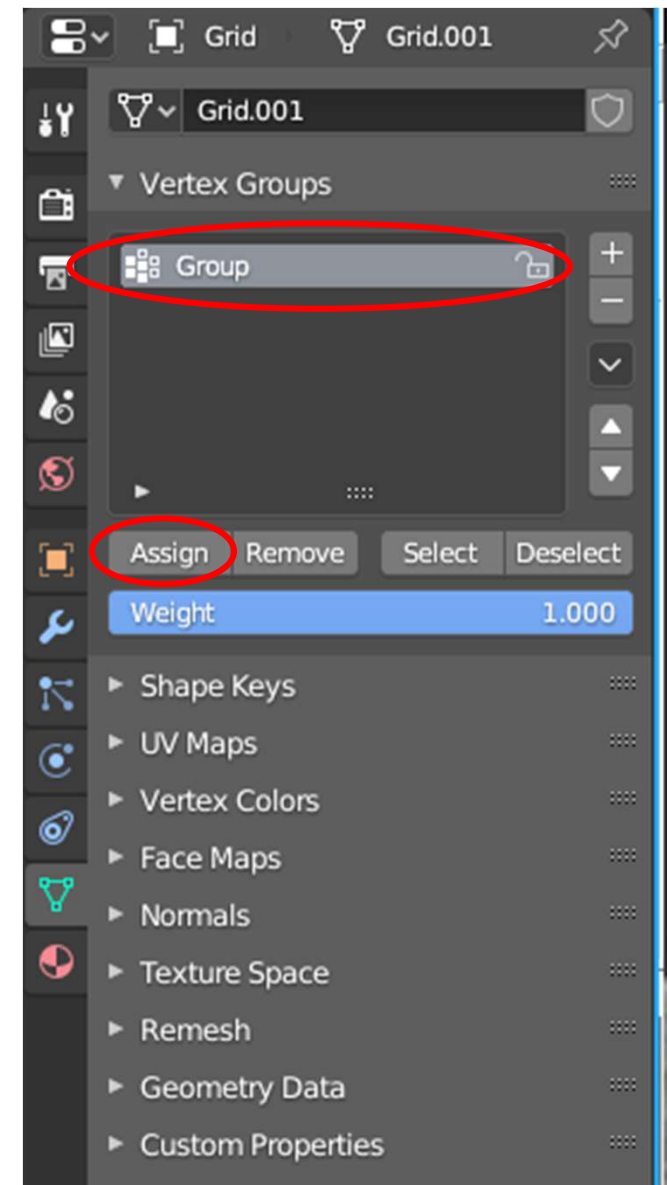 Grid Grid.001
Grid.001
Vertex Groups
Group
Assign Remove Select Deselect
Weight 1.000
Shape Keys
UV Maps
Vertex Colors
Face Maps
Normals
Texture Space
Remesh
Geometry Data
Custom Properties